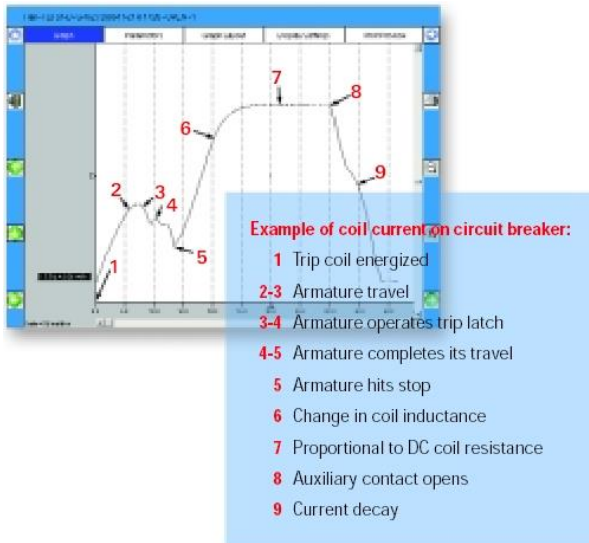 Graph
7
8
6
9
2
3
4
5
1
Example of coil current on circuit breaker:
1 Trip coil energized
2-3 Armature travel
3-4 Armature operates trip latch
4-5 Armature completes its travel
5 Armature hits stop
6 Change in coil inductance
7 Proportional to DC coil resistance
8 Auxiliary contact opens
9 Current decay